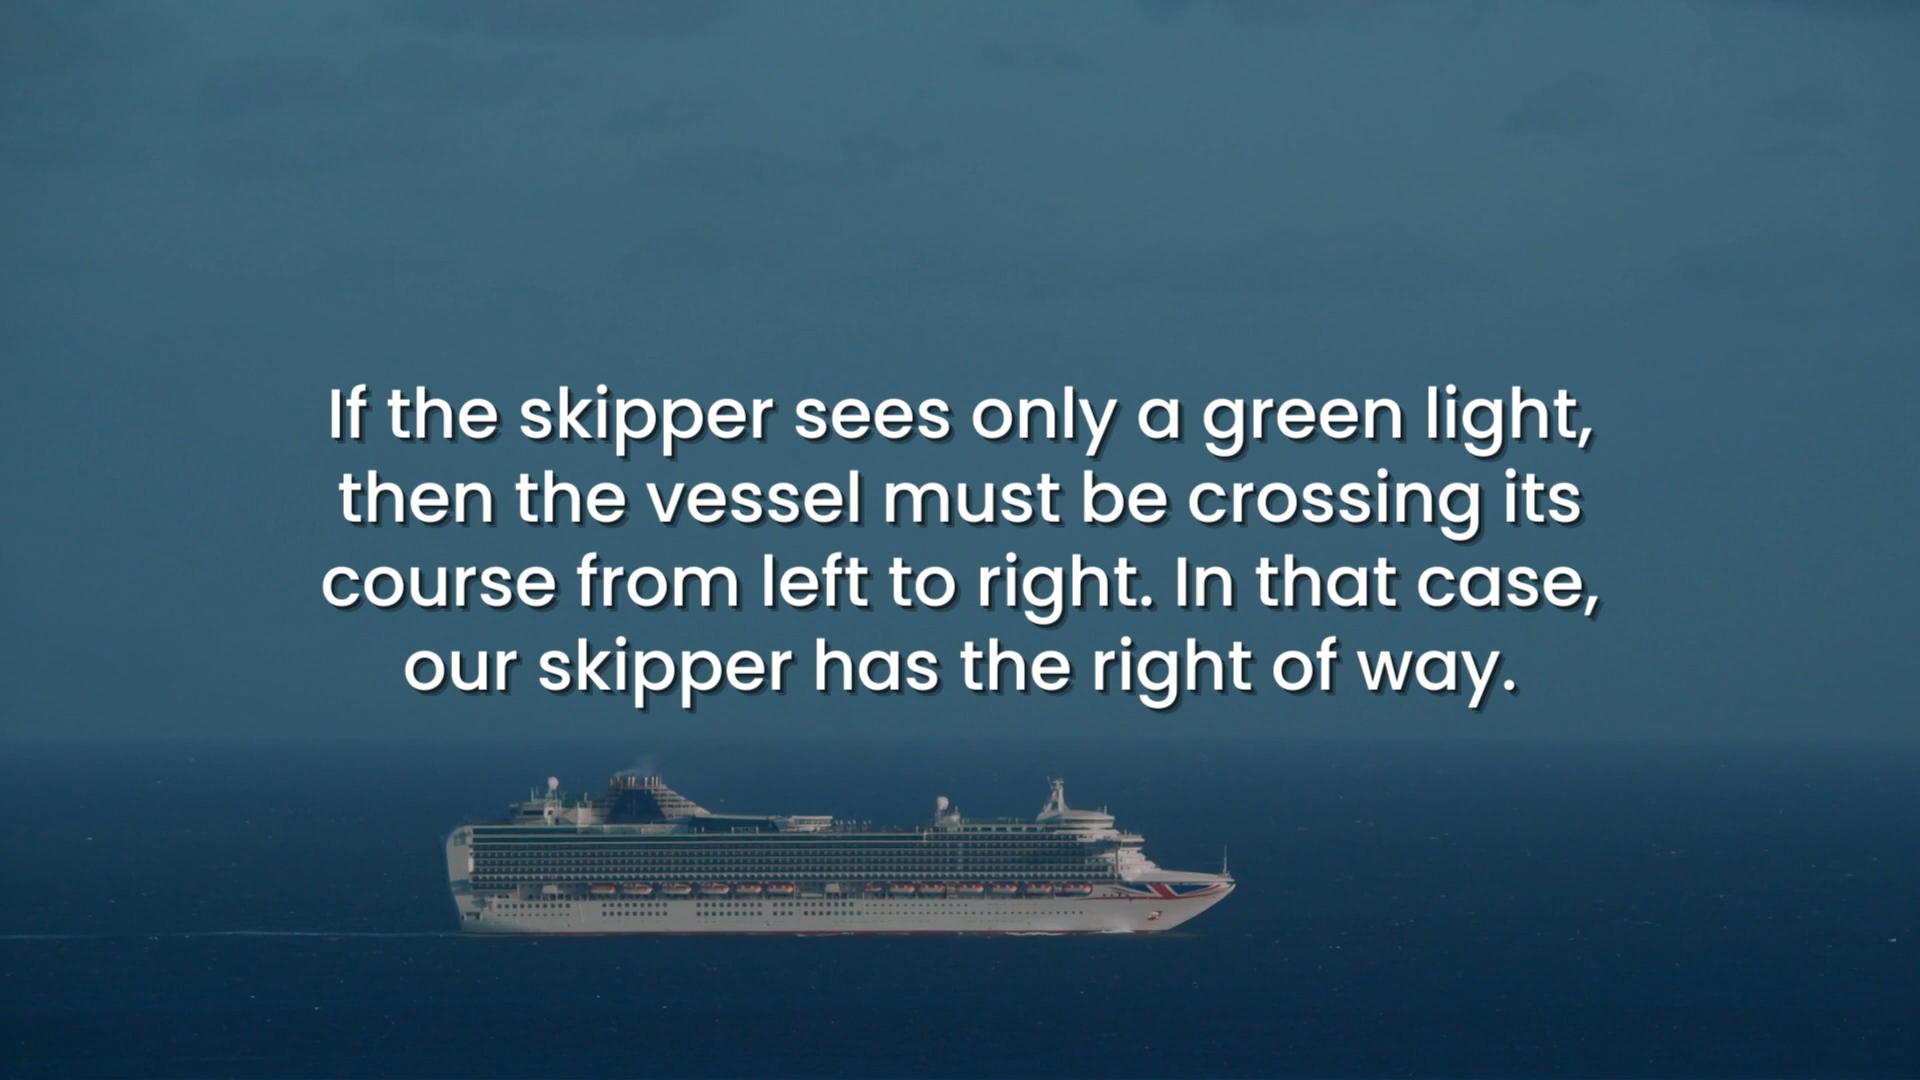 If the skipper sees only a green light,
then the vessel must be crossing its
course from left to right. In that case,
our skipper has the right of way.